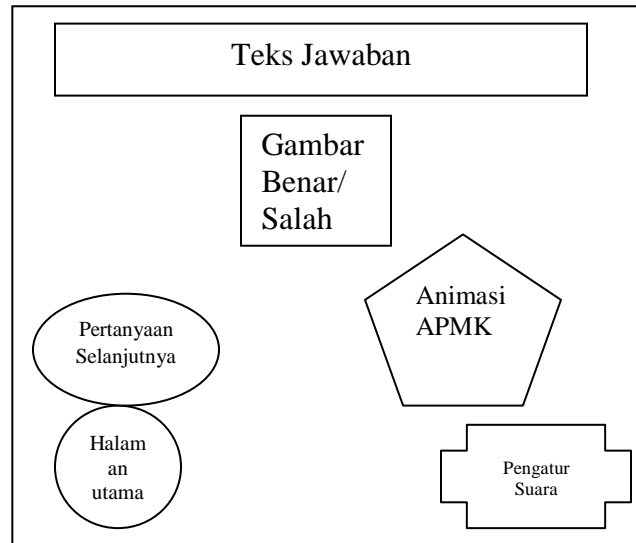 Teks Jawaban
Gambar
Benar/
Salah
Animasi
APMK
Pertanyaan
Selanjutnya
Halam
an
utama
Pengatur
Suara